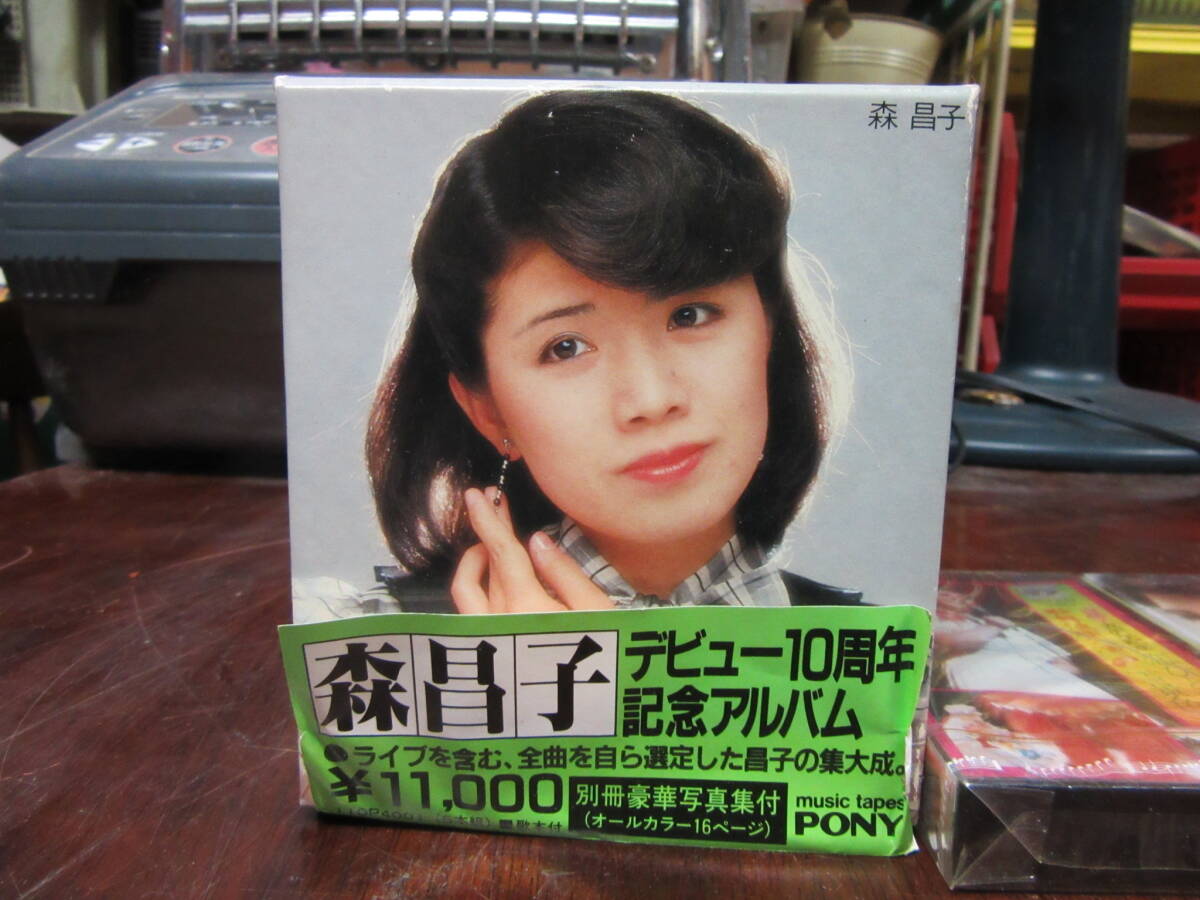 森 昌子
森昌子
デビュー10周年
記念アルバム
ライブを含む、全曲を自ら選定した昌子の集大成。
¥11,000
別冊豪華写真集付
(オールカラー16ページ)
music tapes
PONY
歌本付